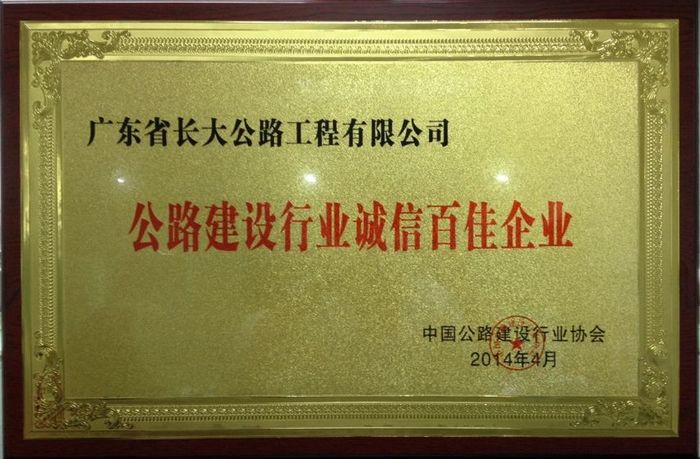 广东省长大公路工程有限公司
公路建设行业诚信百佳企业
中国公路建设行业协会
2014年4月